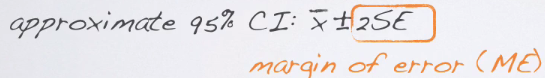 approximate 95% CI: x̄ ± 2SE
margin of error (ME)